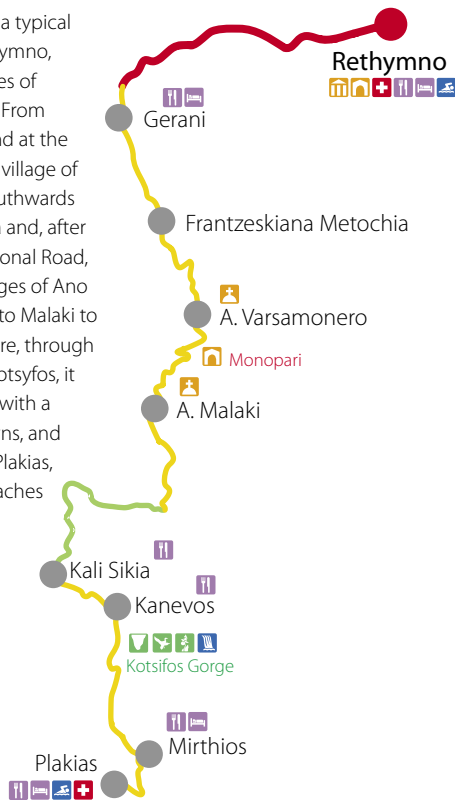 a typical
ymno,
es of
From
d at the
village of
uthwards
and, after
onal Road,
ges of Ano
to Malaki to
re, through
otsyfos, it
with a
ns, and
Plakias,
aches
Rethymno
Gerani
Frantzeskiana Metochia
A. Varsamonero
Monopari
A. Malaki
Kali Sikia
Kanevos
Kotsifos Gorge
Mirthios
Plakias